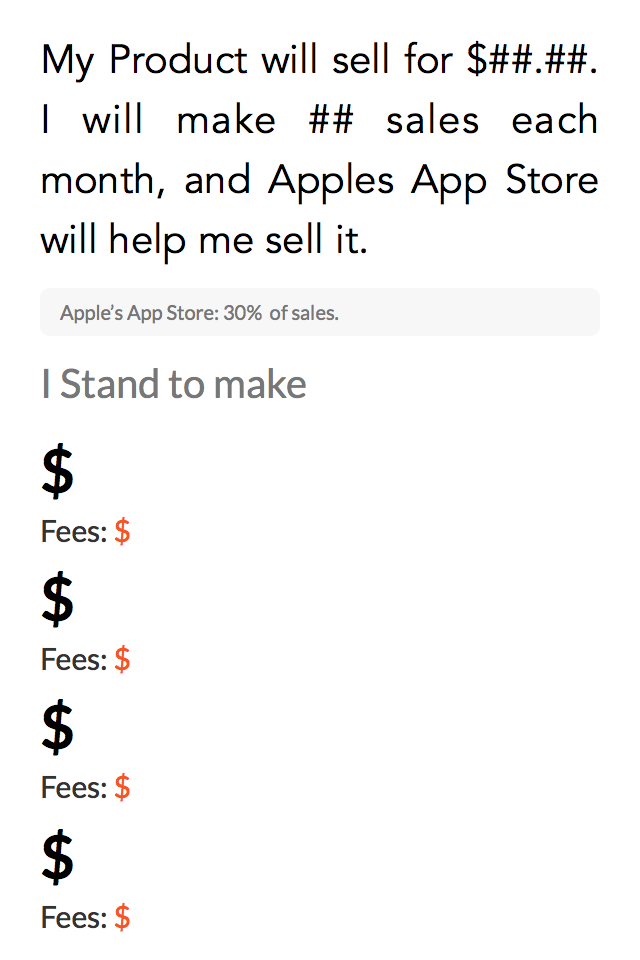 My Product will sell for $##.##.
I will make ## sales each
month, and Apples App Store
will help me sell it.
Apple's App Store: 30% of sales.
I Stand to make
$
Fees: $
$
Fees: $
$
Fees: $
$
Fees: $